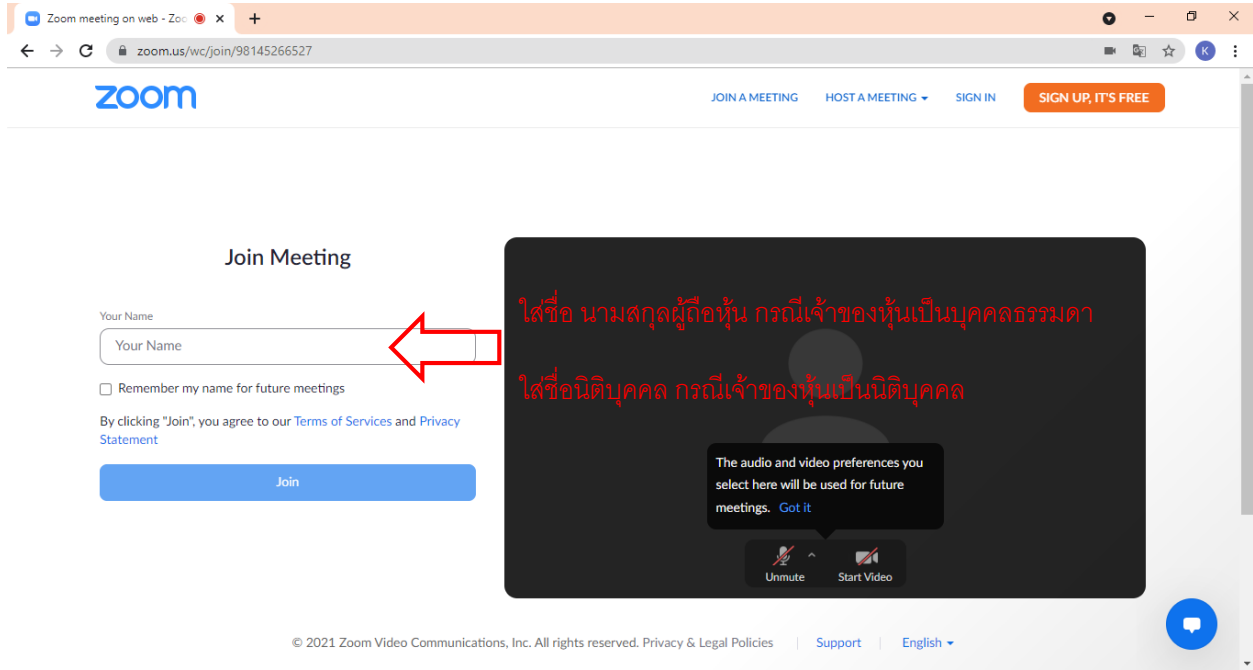 Zoom meeting on web - Zoo
zoom.us/wc/join/98145266527
K
zoom
JOIN A MEETING
HOST A MEETING
SIGN IN
SIGN UP, IT'S FREE
Join Meeting
Your Name
Your Name
Remember my name for future meetings
By clicking "Join", you agree to our Terms of Services and Privacy
Statement
Join
ใส่ชื่อ นามสกุลผู้ถือหุ้น กรณีเจ้าของหุ้นเป็นบุคคลธรรมดา
ใส่ชื่อนิติบุคคล กรณีเจ้าของหุ้นเป็นนิติบุคคล
The audio and video preferences you
select here will be used for future
meetings. Got it
Unmute
Start Video
© 2021 Zoom Video Communications, Inc. All rights reserved. Privacy & Legal Policies
Support
English